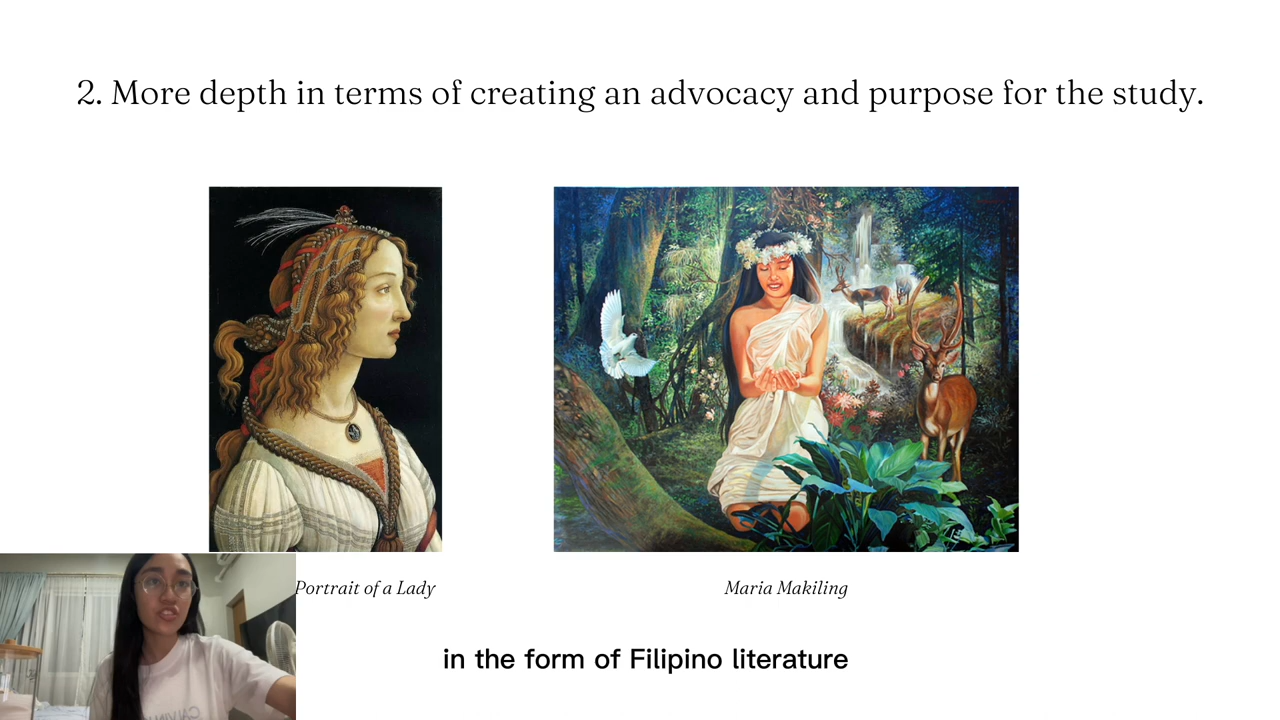 2. More depth in terms of creating an advocacy and purpose for the study.
Portrait of a Lady
Maria Makiling
in the form of Filipino literature